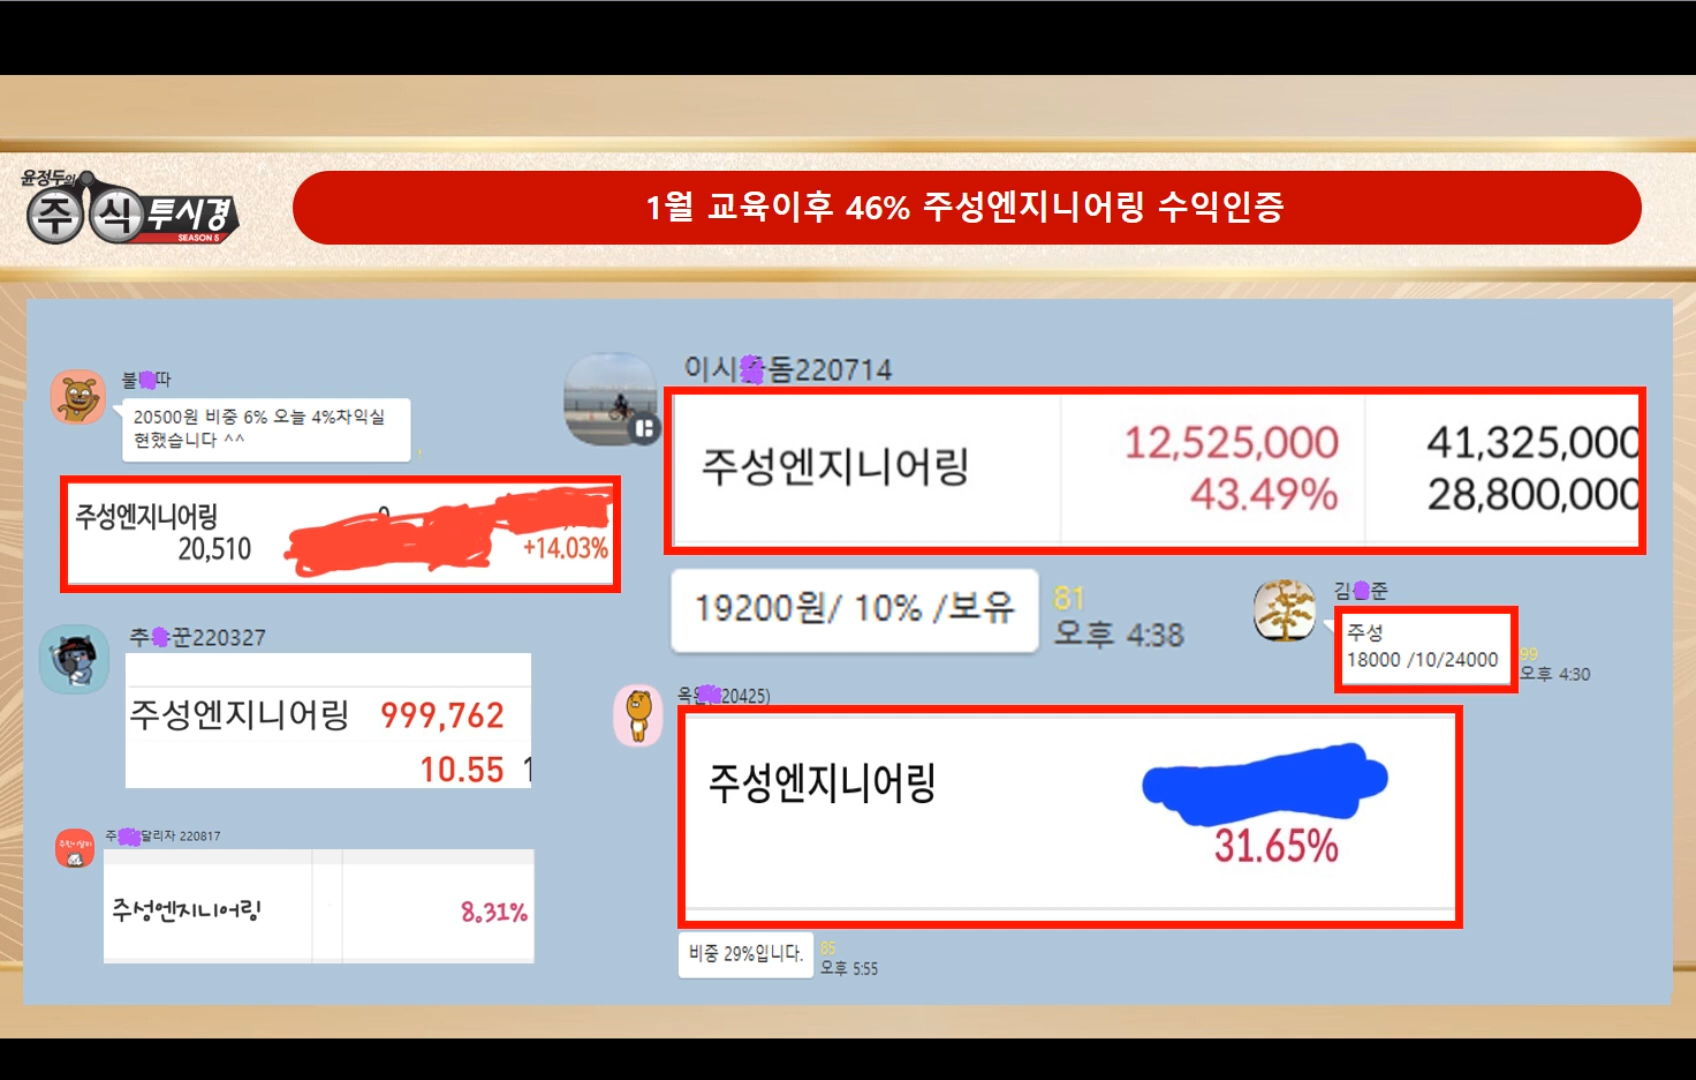 윤정두의
주식투시경
SEASON 5
1월 교육이후 46% 주성엔지니어링 수익인증
불 따
20500원 비중 6% 오늘 4%차익실
현했습니다 ^^
주성엔지니어링
20,510
+14.03%
추 꾼220327
주성엔지니어링 999,762
10.55 1
주 달리자 220817
주성엔지니어링 8.31%
이시 돔220714
주성엔지니어링 12,525,000 41,325,000
43.49% 28,800,000
19200원/ 10% /보유
81
오후 4:38
김 준
주성
18000 /10/24000
99
오후 4:30
옥 20425)
주성엔지니어링
31.65%
비중 29%입니다.
85
오후 5:55